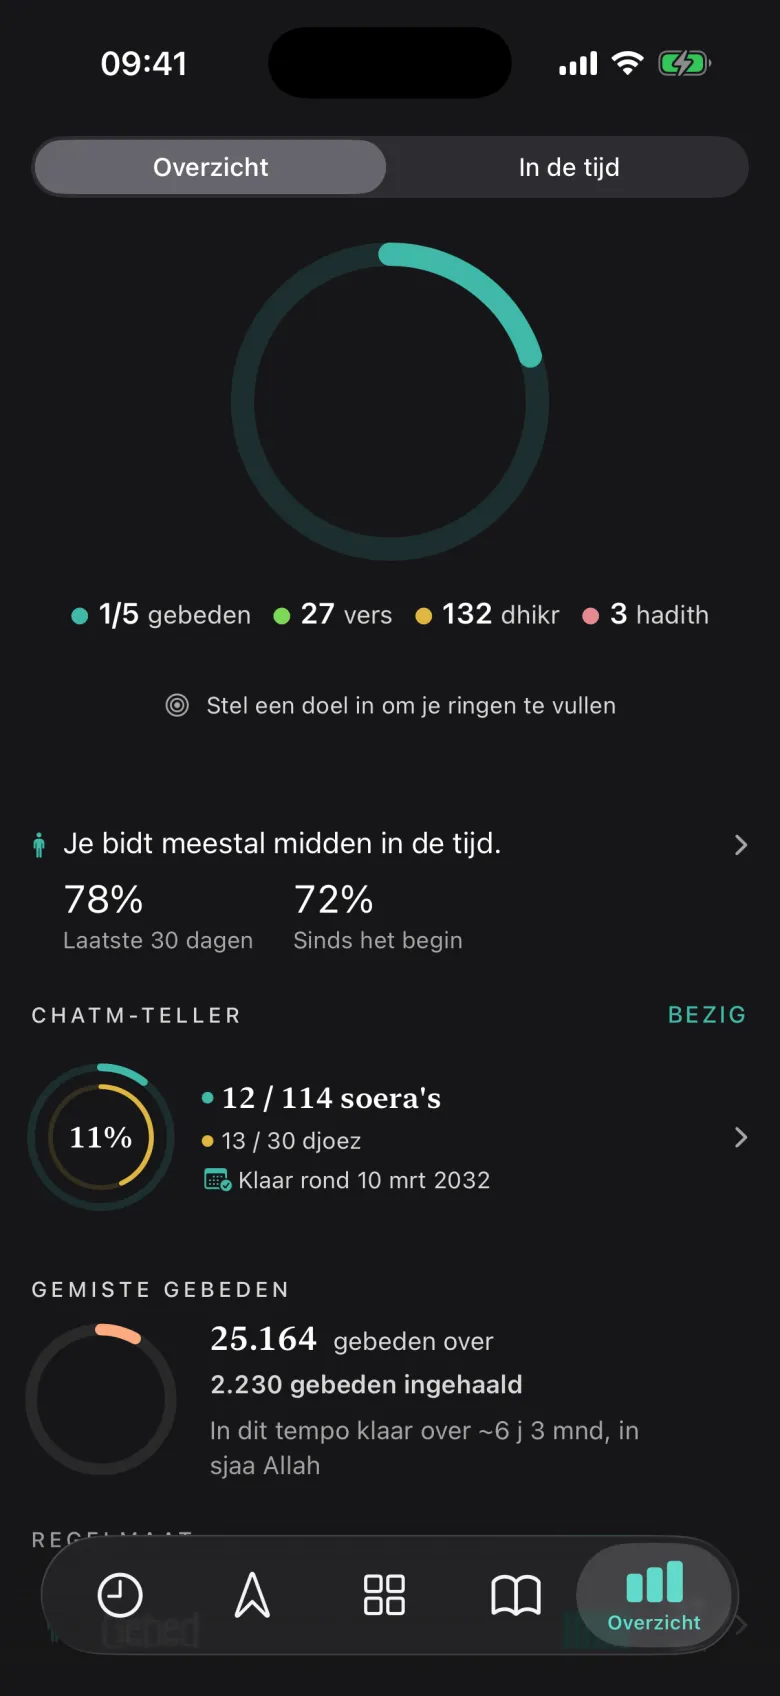 09:41
Overzicht
In de tijd
1/5 gebeden 27 vers 132 dhikr 3 hadith
Stel een doel in om je ringen te vullen
Je bidt meestal midden in de tijd.
78% 72%
Laatste 30 dagen Sinds het begin
CHATM-TELLER BEZIG
11%
12 / 114 soera's
13 / 30 djoez
Klaar rond 10 mrt 2032
GEMISTE GEBEDEN
25.164 gebeden over
2.230 gebeden ingehaald
In dit tempo klaar over ~6 j 3 mnd, in
sjaa Allah
REGELMAAT
Gebed
Overzicht